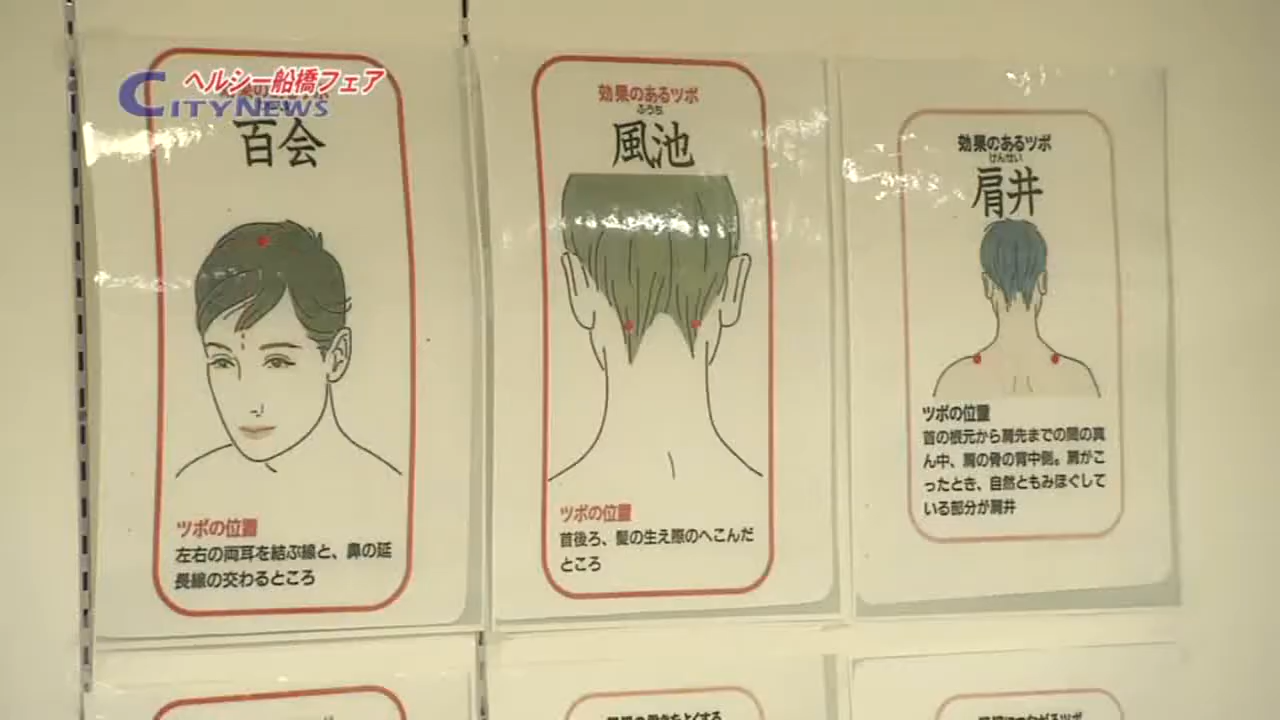 ヘルシー船橋フェア
CITY NEWS
百会
ツボの位置
左右の両耳を結ぶ線と、鼻の延
長線の交わるところ
効果のあるツボ
ふうち
風池
ツボの位置
首後ろ、髪の生え際のへこんだ
ところ
効果のあるツボ
けんせい
肩井
ツボの位置
首の根元から肩先までの間の真
ん中、肩の骨の背中側。肩がこ
ったとき、自然ともみほぐして
いる部分が肩井